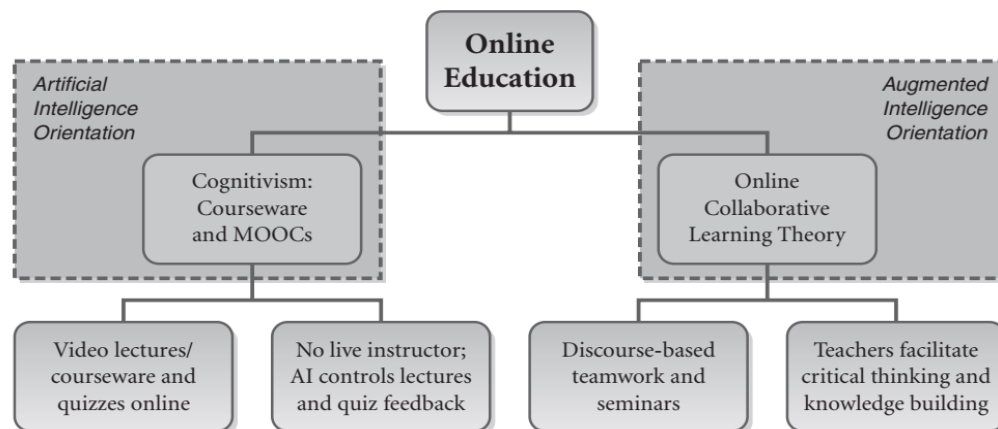 Online
Education
Artificial
Intelligence
Orientation
Augmented
Intelligence
Orientation
Cognitivism:
Courseware
and MOOCs
Online
Collaborative
Learning Theory
Video lectures/
courseware and
quizzes online
No live instructor;
AI controls lectures
and quiz feedback
Discourse-based
teamwork and
seminars
Teachers facilitate
critical thinking and
knowledge building